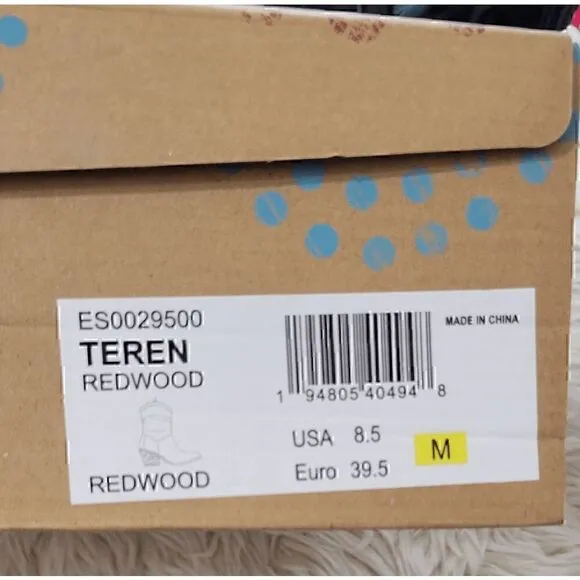 ES0029500
TEREN
REDWOOD
REDWOOD
MADE IN CHINA
1 94805 40494 8
USA 8.5
Euro 39.5
M